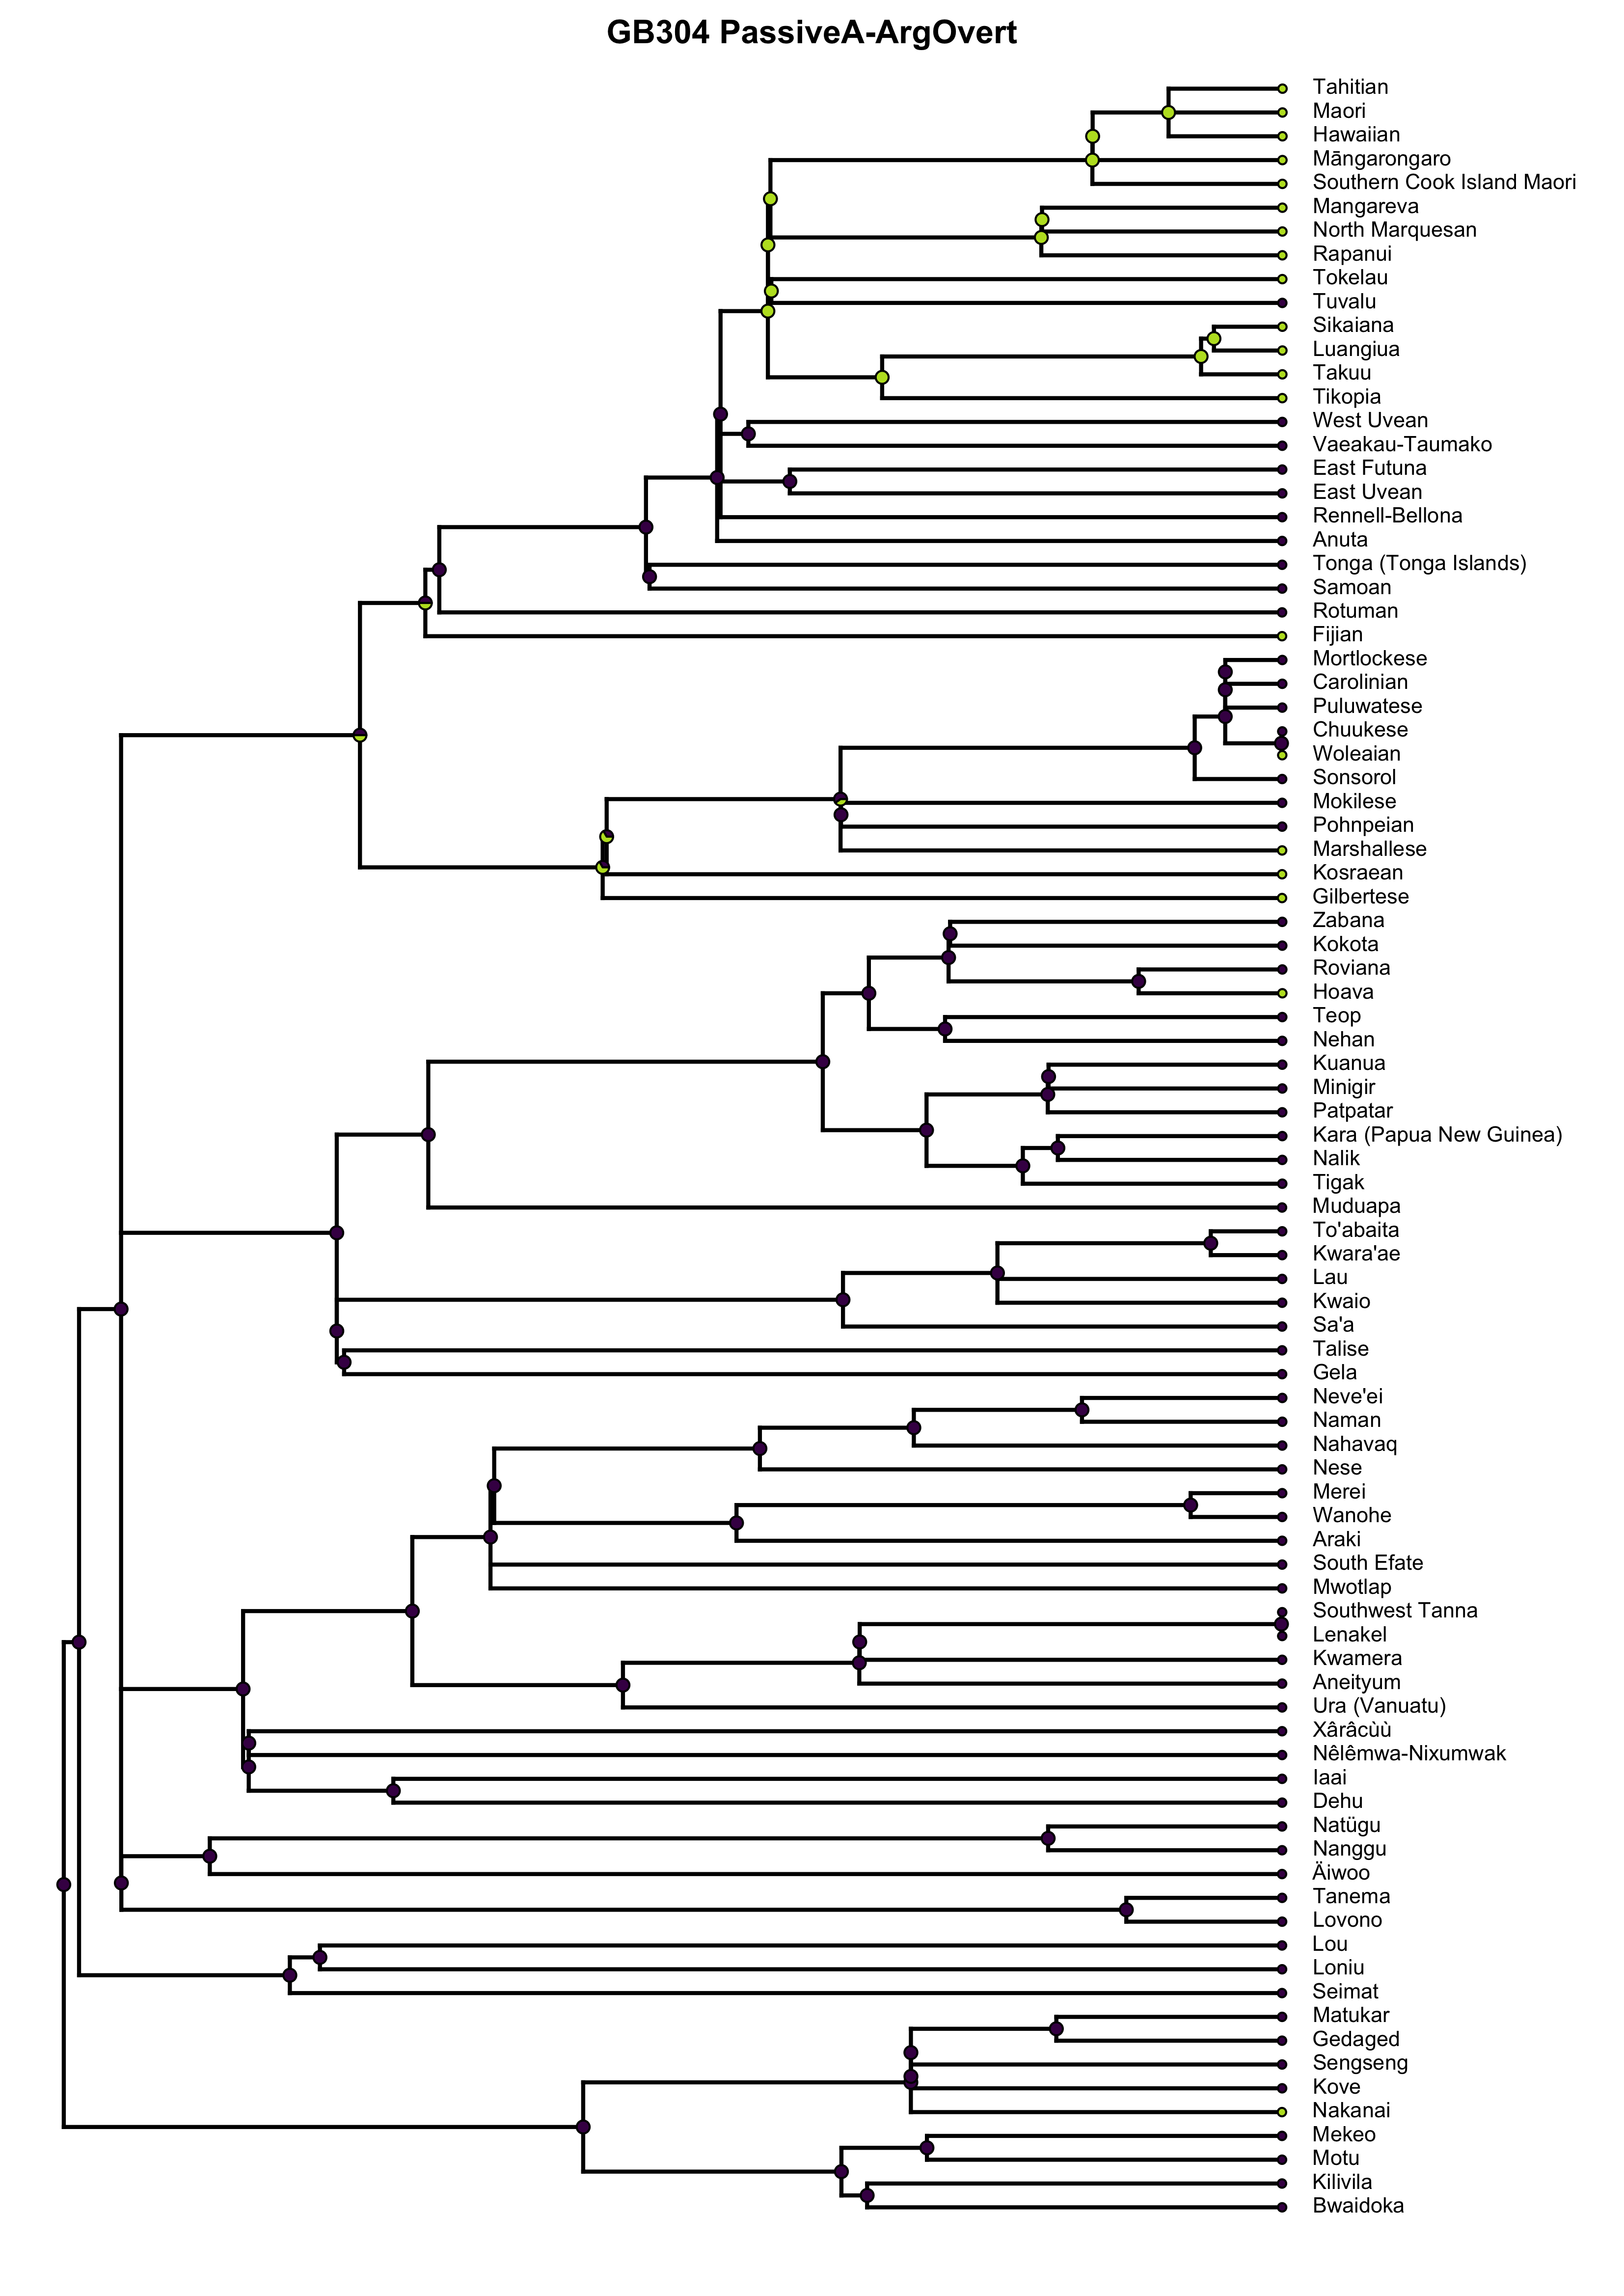 GB304 PassiveA-ArgOvert
Tahitian
Maori
Hawaiian
Māngarongaro
Southern Cook Island Maori
Mangareva
North Marquesan
Rapanui
Tokelau
Tuvalu
Sikaiana
Luangiua
Takuu
Tikopia
West Uvean
Vaeakau-Taumako
East Futuna
East Uvean
Rennell-Bellona
Anuta
Tonga (Tonga Islands)
Samoan
Rotuman
Fijian
Mortlockese
Carolinian
Puluwatese
Chuukese
Woleaian
Sonsorol
Mokilese
Pohnpeian
Marshallese
Kosraean
Gilbertese
Zabana
Kokota
Roviana
Hoava
Teop
Nehan
Kuanua
Minigir
Patpatar
Kara (Papua New Guinea)
Nalik
Tigak
Muduapa
To'abaita
Kwara'ae
Lau
Kwaio
Sa'a
Talise
Gela
Neve'ei
Naman
Nahavaq
Nese
Merei
Wanohe
Araki
South Efate
Mwotlap
Southwest Tanna
Lenakel
Kwamera
Aneityum
Ura (Vanuatu)
Xârâcùù
Nêlêmwa-Nixumwak
Iaai
Dehu
Natügu
Nanggu
Äiwoo
Tanema
Lovono
Lou
Loniu
Seimat
Matukar
Gedaged
Sengseng
Kove
Nakanai
Mekeo
Motu
Kilivila
Bwaidoka